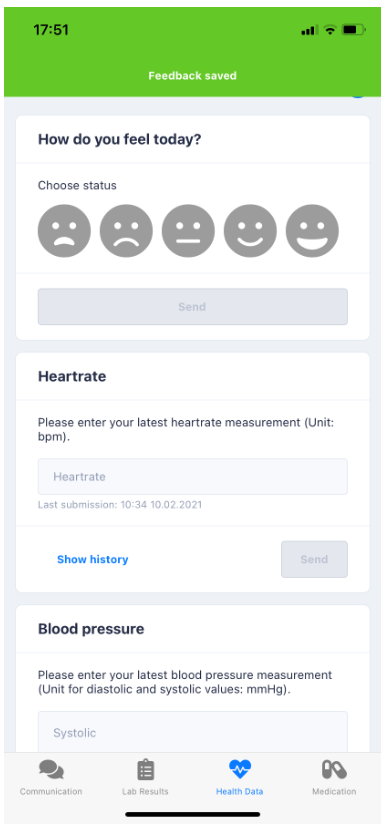 17:51
Feedback saved
How do you feel today?
Choose status
Send
Heartrate
Please enter your latest heartrate measurement (Unit:
bpm).
Heartrate
Last submission: 10:34 10.02.2021
Show history
Send
Blood pressure
Please enter your latest blood pressure measurement
(Unit for diastolic and systolic values: mmHg).
Systolic
Communication
Lab Results
Health Data
Medication